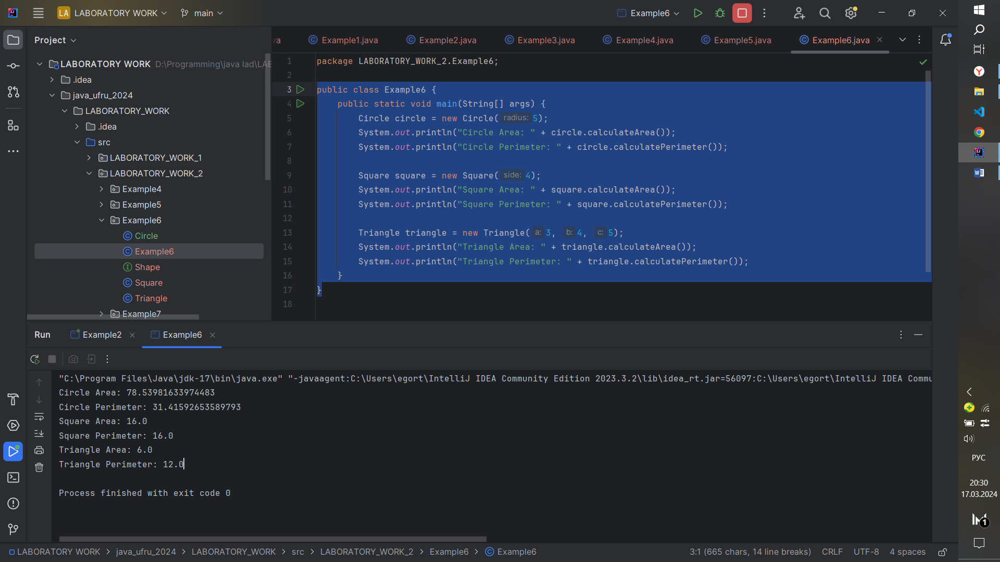 LA LABORATORY WORK main Example6
Project
va Example1.java Example2.java Example3.java Example4.java Example5.java Example6.java
LABORATORY WORK D:\Programming\java lad\LAB
.idea
java_ufru_2024
LABORATORY_WORK
.idea
src
LABORATORY_WORK_1
LABORATORY_WORK_2
Example4
Example5
Example6
Circle
Example6
Shape
Square
Triangle
Example7
1 package LABORATORY_WORK_2.Example6;
2
3 public class Example6 {
4 public static void main(String[] args) {
5 Circle circle = new Circle( radius: 5);
6 System.out.println("Circle Area: " + circle.calculateArea());
7 System.out.println("Circle Perimeter: " + circle.calculatePerimeter());
8
9 Square square = new Square( side: 4);
10 System.out.println("Square Area: " + square.calculateArea());
11 System.out.println("Square Perimeter: " + square.calculatePerimeter());
12
13 Triangle triangle = new Triangle( a: 3, b: 4, c: 5);
14 System.out.println("Triangle Area: " + triangle.calculateArea());
15 System.out.println("Triangle Perimeter: " + triangle.calculatePerimeter());
16 }
17 }
18
Run Example2 Example6
"C:\Program Files\Java\jdk-17\bin\java.exe" "-javaagent:C:\Users\egort\IntelliJ IDEA Community Edition 2023.3.2\lib\idea_rt.jar=56097:C:\Users\egort\IntelliJ IDEA Commu
Circle Area: 78.53981633974483
Circle Perimeter: 31.41592653589793
Square Area: 16.0
Square Perimeter: 16.0
Triangle Area: 6.0
Triangle Perimeter: 12.0
Process finished with exit code 0
LABORATORY WORK > java_ufru_2024 > LABORATORY_WORK > src > LABORATORY_WORK_2 > Example6 > Example6
3:1 (665 chars, 14 line breaks) CRLF UTF-8 4 spaces
РУС
20:30
17.03.2024
1